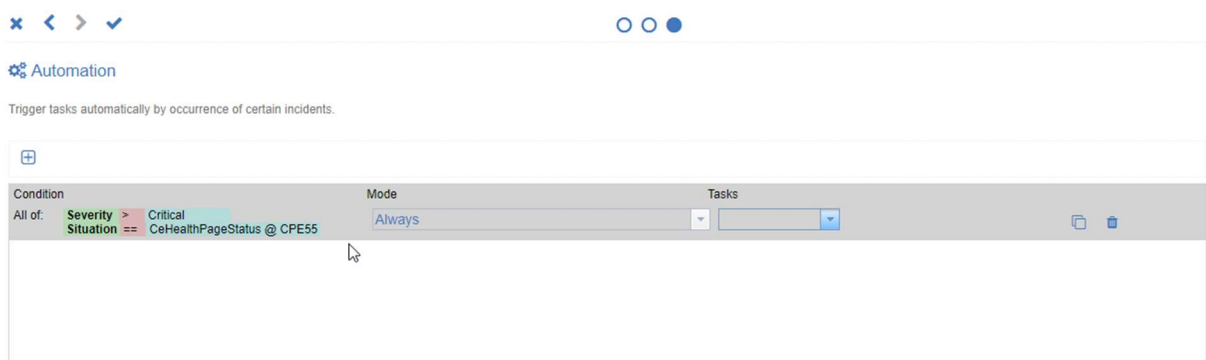 Automation
Trigger tasks automatically by occurrence of certain incidents.
Condition Mode Tasks
All of: Severity > Critical Always
Situation == CeHealthPageStatus @ CPE55